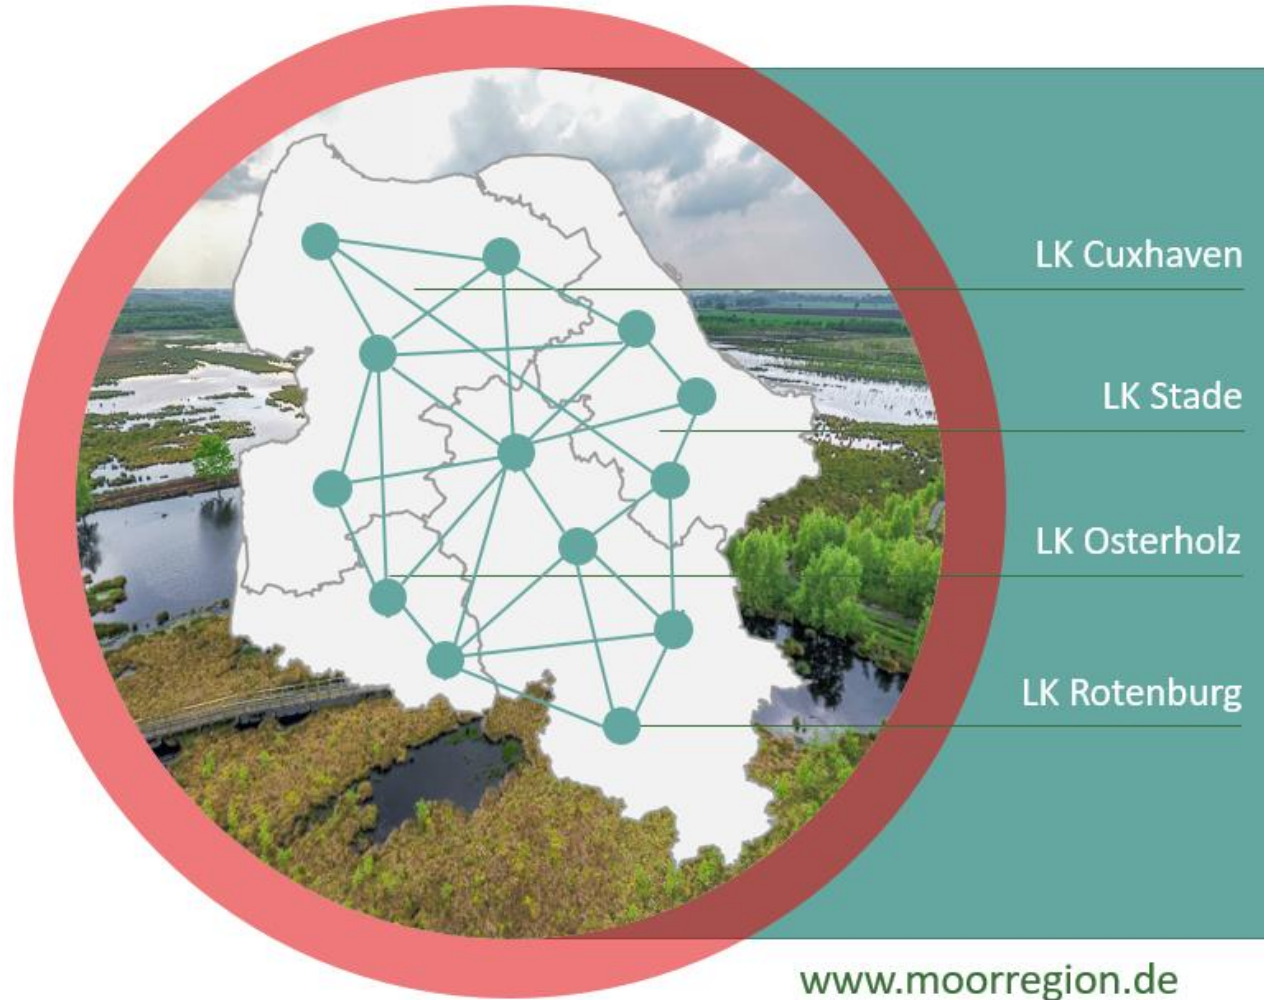 LK Cuxhaven
LK Stade
LK Osterholz
LK Rotenburg
www.moorregion.de